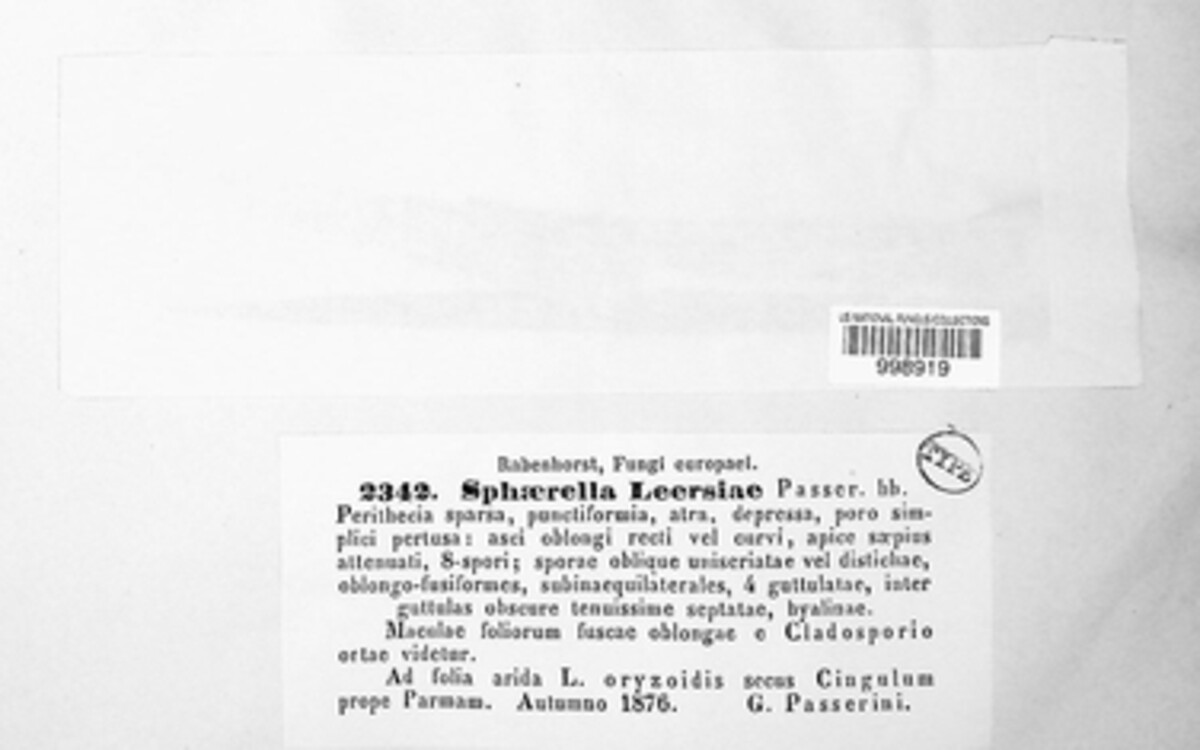 US NATIONAL FUNGUS COLLECTIONS
998919
TYPE
Rabenhorst, Fungi europaei.
2342. Sphærella Leersiae Passer. hb.
Perithecia sparsa, punctiformia, atra, depressa, poro sim-
plici pertusa: asci oblongi recti vel curvi, apice sæpius
attenuati, 8-spori; sporae oblique uniseriatae vel distichae,
oblongo-fusiformes, subinaequilaterales, 4 guttulatae, inter
guttulas obscure tenuissime septatae, hyalinae.
Maculae foliorum fuscae oblongae e Cladosporio
ortae videtur.
Ad folia arida L. oryzoidis secus Cingulum
prope Parmam. Autumno 1876. G. Passerini.